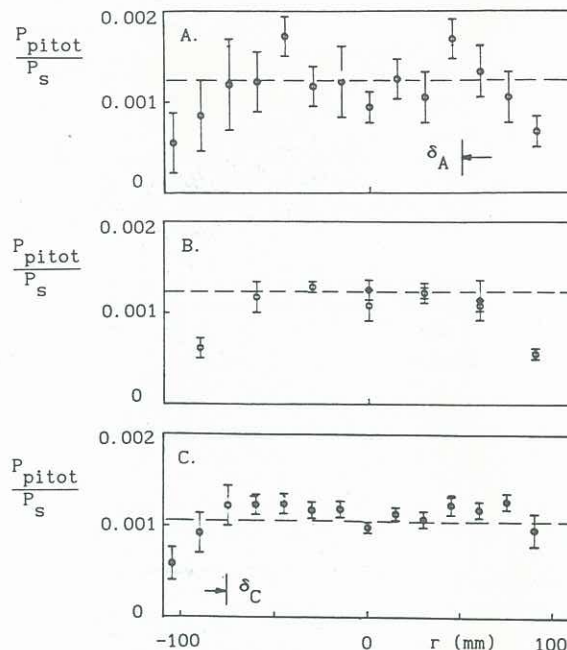 0.002
A.
P_pitot
P_s
0.001
δ_A
0
0.002
B.
P_pitot
P_s
0.001
0
0.002
C.
P_pitot
P_s
0.001
δ_C
0
-100 0 r (mm) 100